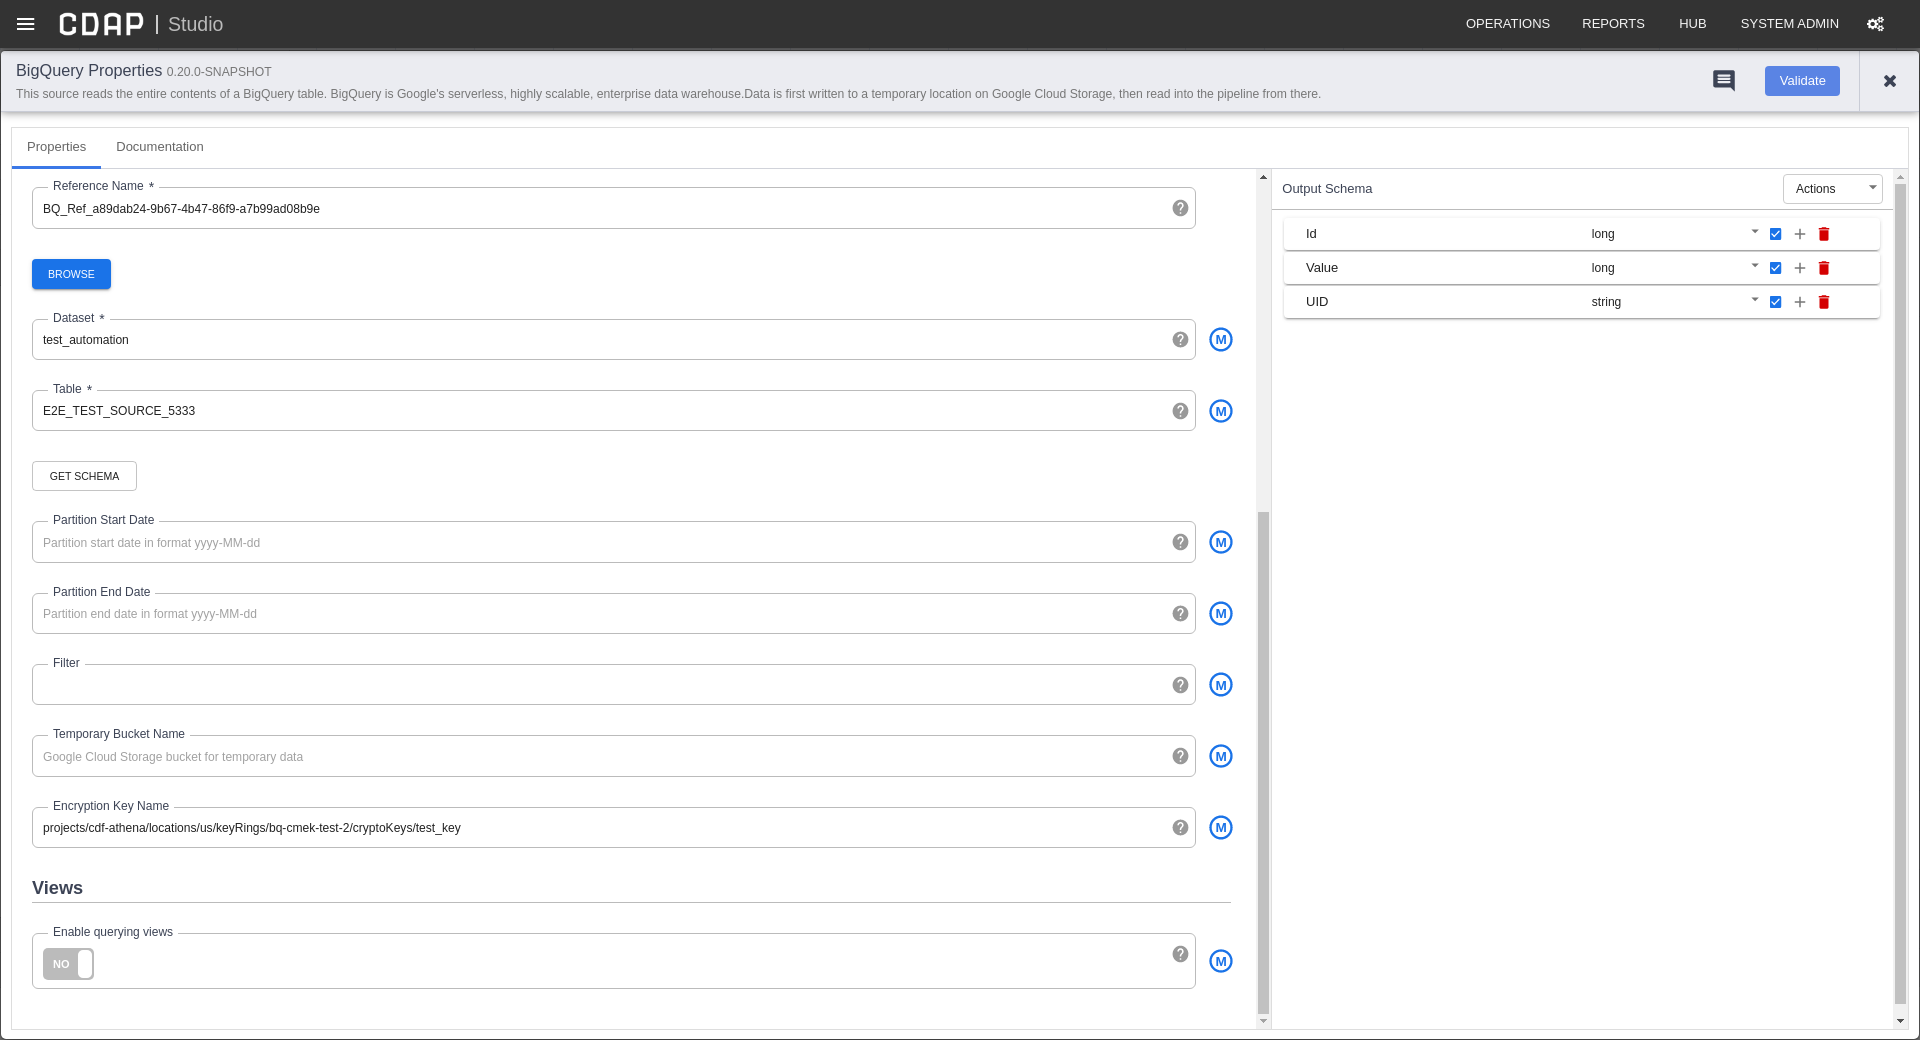 CDAP | Studio
OPERATIONS REPORTS HUB SYSTEM ADMIN
BigQuery Properties 0.20.0-SNAPSHOT
This source reads the entire contents of a BigQuery table. BigQuery is Google's serverless, highly scalable, enterprise data warehouse.Data is first written to a temporary location on Google Cloud Storage, then read into the pipeline from there.
Validate
Properties Documentation
Reference Name *
BQ_Ref_a89dab24-9b67-4b47-86f9-a7b99ad08b9e
BROWSE
Dataset *
test_automation
M
Table *
E2E_TEST_SOURCE_5333
M
GET SCHEMA
Partition Start Date
Partition start date in format yyyy-MM-dd
M
Partition End Date
Partition end date in format yyyy-MM-dd
M
Filter
M
Temporary Bucket Name
Google Cloud Storage bucket for temporary data
M
Encryption Key Name
projects/cdf-athena/locations/us/keyRings/bq-cmek-test-2/cryptoKeys/test_key
M
Views
Enable querying views
NO
M
Output Schema
Actions
Id long
Value long
UID string